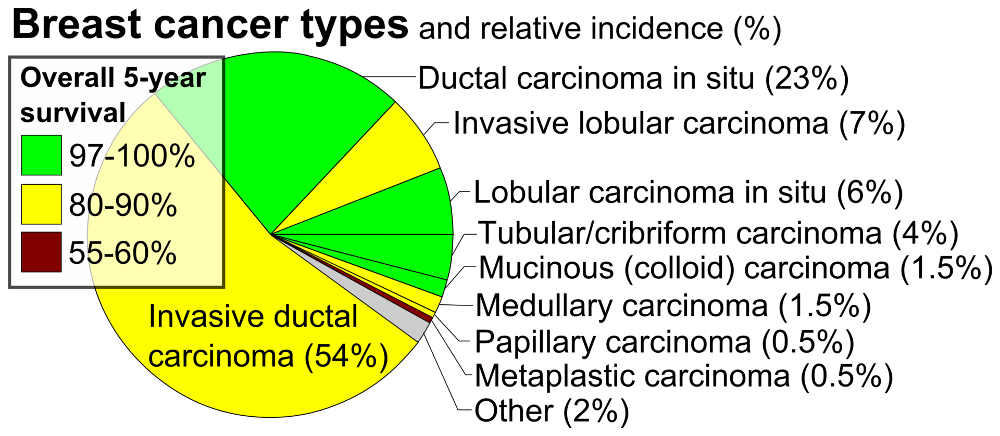 Breast cancer types and relative incidence (%)
Overall 5-year
survival
97-100%
80-90%
55-60%
Ductal carcinoma in situ (23%)
Invasive lobular carcinoma (7%)
Lobular carcinoma in situ (6%)
Tubular/cribriform carcinoma (4%)
Mucinous (colloid) carcinoma (1.5%)
Medullary carcinoma (1.5%)
Papillary carcinoma (0.5%)
Metaplastic carcinoma (0.5%)
Other (2%)
Invasive ductal
carcinoma (54%)